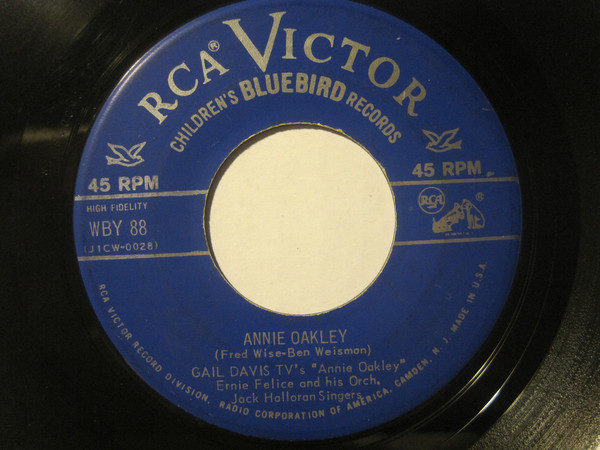 RCA® VICTOR
CHILDREN'S BLUEBIRD RECORDS
45 RPM
45 RPM
HIGH FIDELITY
WBY 88
(J1CW-0028)
RCA ®
ANNIE OAKLEY
(Fred Wise-Ben Weisman)
GAIL DAVIS TV's "Annie Oakley"
Ernie Felice and his Orch.
Jack Halloran Singers
RCA VICTOR RECORD DIVISION, RADIO CORPORATION OF AMERICA, CAMDEN, N. J. MADE IN U.S.A.